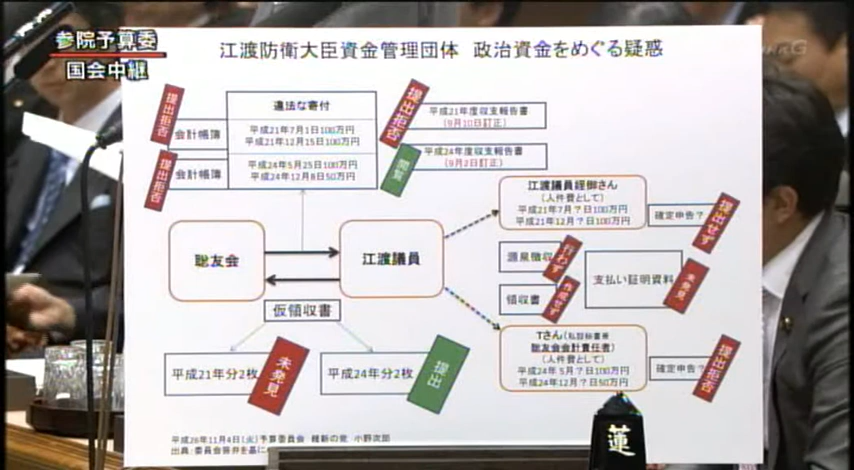 参院予算委
国会中継
江渡防衛大臣資金管理団体 政治資金をめぐる疑惑
提出拒否
会計帳簿
提出拒否
会計帳簿
違法な寄付
平成21年7月1日100万円
平成21年12月15日100万円
平成24年5月25日100万円
平成24年12月8日50万円
提出拒否
平成21年度収支報告書
(9月10日訂正)
閲覧
平成24年度収支報告書
(9月2日訂正)
聡友会
江渡議員
仮領収書
平成21年分2枚
未発見
平成24年分2枚
提出
江渡議員経御さん
(人件費として)
平成21年7月?日100万円
平成21年12月?日100万円
確定申告?
提出せず
源泉徴収
行わず
領収書
作成せず
支払い証明資料
未発見
Tさん(私設秘書兼
聡友会会計責任者)
(人件費として)
平成24年5月?日100万円
平成24年12月?日50万円
確定申告?
提出拒否
平成26年11月4日(火)予算委員会 維新の党 小野次郎
出典:委員会答弁を基に
蓮